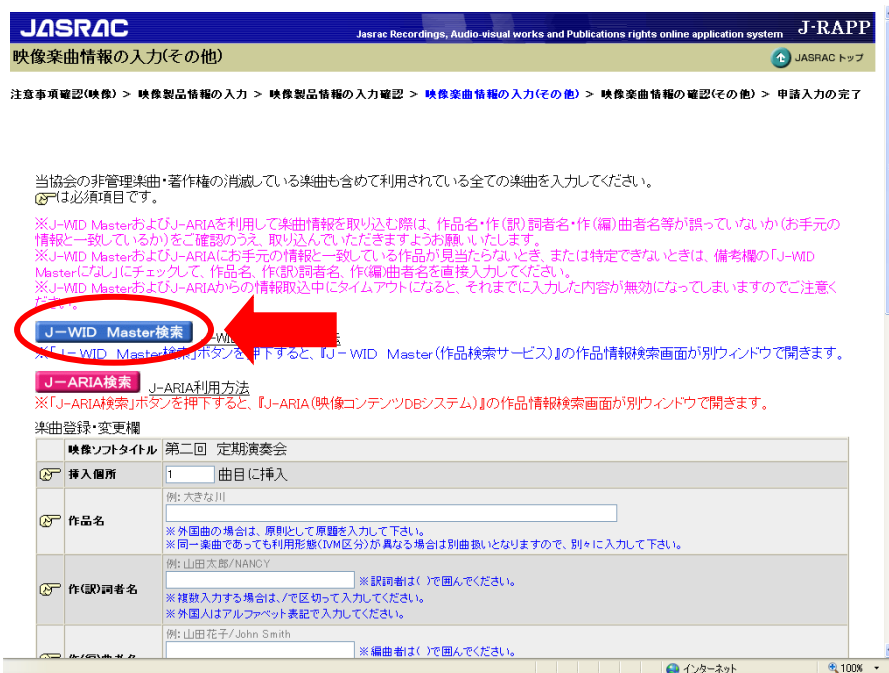 JASRAC
Jasrac Recordings, Audio-visual works and Publications rights online application system J-RAPP
映像楽曲情報の入力(その他)
JASRAC トップ
注意事項確認(映像) > 映像製品情報の入力 > 映像製品情報の入力確認 > 映像楽曲情報の入力(その他) > 映像楽曲情報の確認(その他) > 申請入力の完了
当協会の非管理楽曲・著作権の消滅している楽曲も含めて利用されている全ての楽曲を入力してください。
は必須項目です。
※J-WID MasterおよびJ-ARIAを利用して楽曲情報を取り込む際は、作品名・作(訳)詞者名・作(編)曲者名等が誤っていないか(お手元の
情報と一致しているか)をご確認のうえ、取り込んでいただきますようお願いいたします。
※J-WID MasterおよびJ-ARIAにお手元の情報と一致している作品が見当たらないとき、または特定できないときは、備考欄の「J-WID
Masterになし」にチェックして、作品名、作(訳)詞者名、作(編)曲者名を直接入力してください。
※J-WID MasterおよびJ-ARIAからの情報取込中にタイムアウトになると、それまでに入力した内容が無効になってしまいますのでご注意く
ださい。
J-WID Master検索
※「J-WID Master検索」ボタンを押下すると、『J-WID Master(作品検索サービス)』の作品情報検索画面が別ウィンドウで開きます。
J-ARIA検索 J-ARIA利用方法
※「J-ARIA検索」ボタンを押下すると、『J-ARIA(映像コンテンツDBシステム)』の作品情報検索画面が別ウィンドウで開きます。
楽曲登録・変更欄
映像ソフトタイトル 第二回 定期演奏会
挿入個所 1 曲目に挿入
例: 大きな川
作品名
※外国曲の場合は、原則として原題を入力して下さい。
※同一楽曲であっても利用形態(IVM区分)が異なる場合は別曲扱いとなりますので、別々に入力して下さい。
例: 山田太郎/NANCY
作(訳)詞者名
※訳詞者は( )で囲んでください。
※複数入力する場合は、/で区切って入力してください。
※外国人はアルファベット表記で入力してください。
例: 山田花子/John Smith
※編曲者は( )で囲んでください。
インターネット 100%